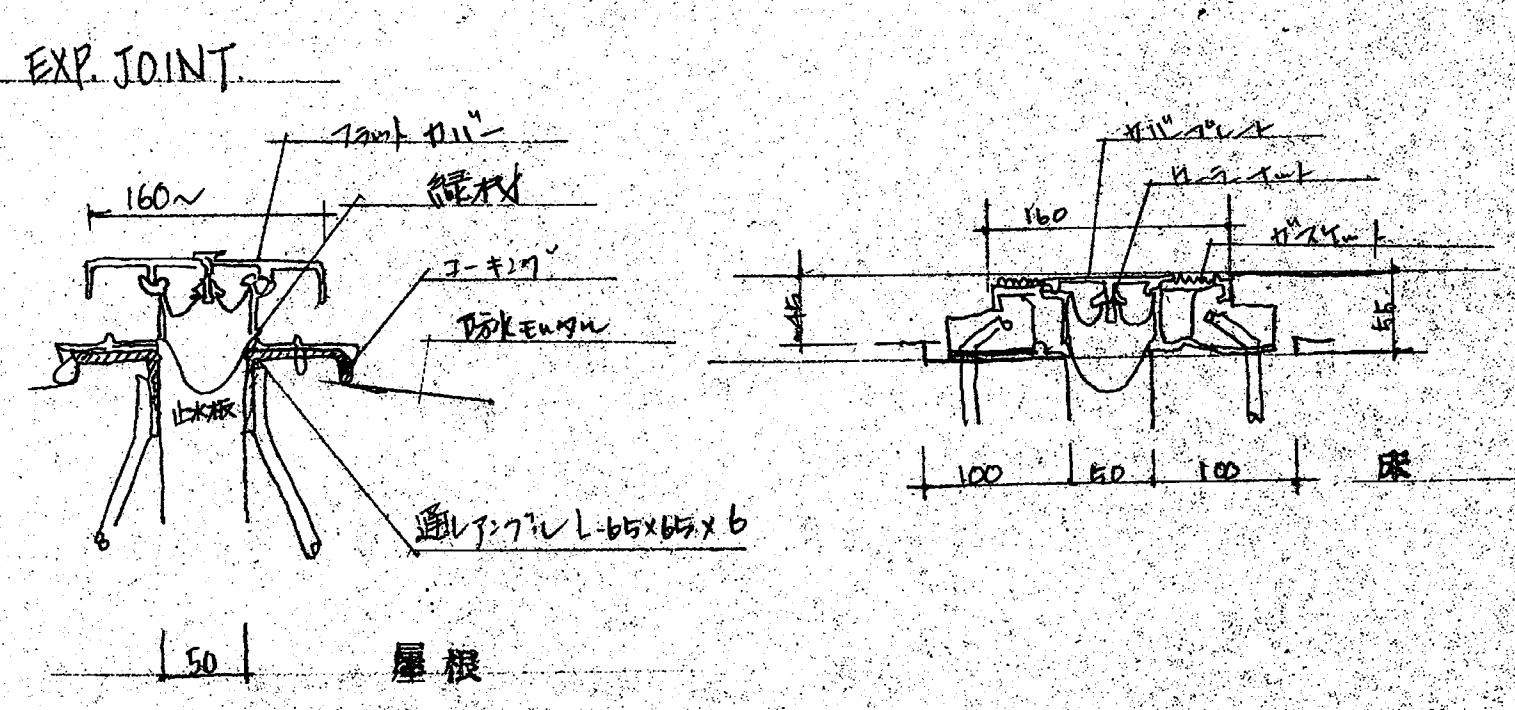 EXP. JOINT.
フラットカバー
160〜
縁材
コーキング
防水モルタル
止水板
通しアングル L-65×65×6
50
屋根
カバープレート
160
ガスケット
45
55
100
50
100
床